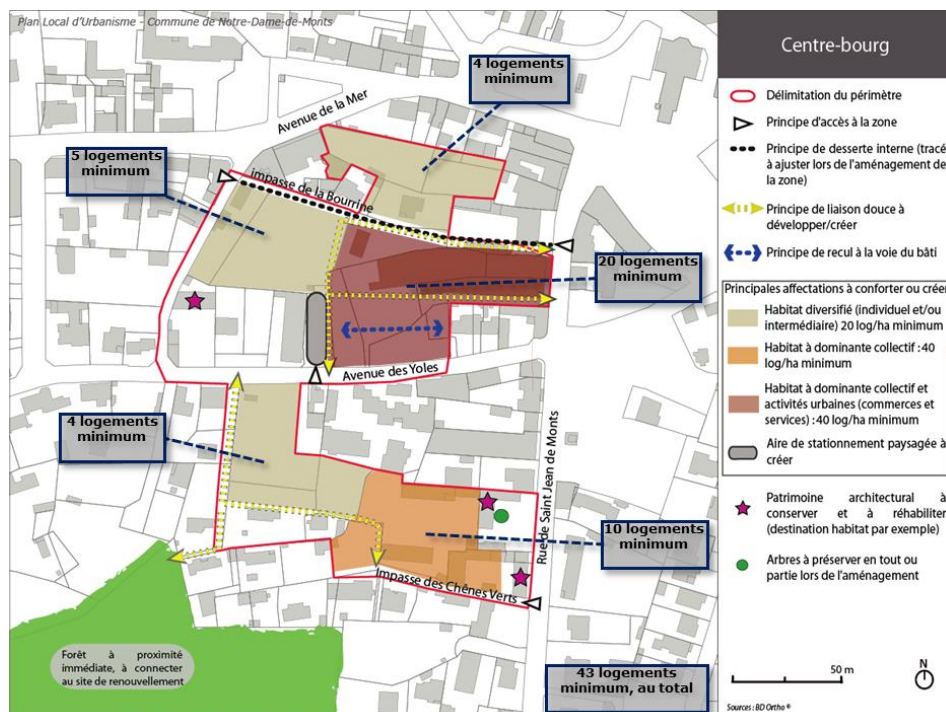 Plan Local d'Urbanisme - Commune de Notre-Dame-de-Monts
4 logements
minimum
Avenue de la Mer
5 logements
minimum
impasse de la Bourrine
20 logements
minimum
Avenue des Yoles
4 logements
minimum
Rue de Saint Jean de Monts
10 logements
minimum
Impasse des Chênes Verts
Forêt à proximité
immédiate, à connecter
au site de renouvellement
43 logements
minimum, au total
Centre-bourg
Délimitation du périmètre
Principe d'accès à la zone
Principe de desserte interne (tracé
à ajuster lors de l'aménagement de
la zone)
Principe de liaison douce à
développer/créer
Principe de recul à la voie du bâti
Principales affectations à conforter ou créer
Habitat diversifié (individuel et/ou
intermédiaire) 20 log/ha minimum
Habitat à dominante collectif : 40
log/ha minimum
Habitat à dominante collectif et
activités urbaines (commerces et
services) : 40 log/ha minimum
Aire de stationnement paysagée à
créer
Patrimoine architectural à
conserver et à réhabiliter
(destination habitat par exemple)
Arbres à préserver en tout ou
partie lors de l'aménagement
50 m
N
Sources : BD Ortho ®